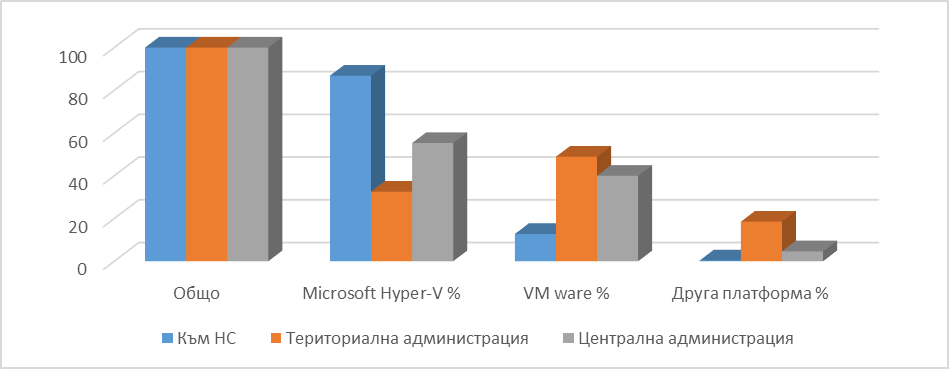 100
80
60
40
20
0
Общо
Microsoft Hyper-V %
VM ware %
Друга платформа %
Към НС
Териториална администрация
Централна администрация